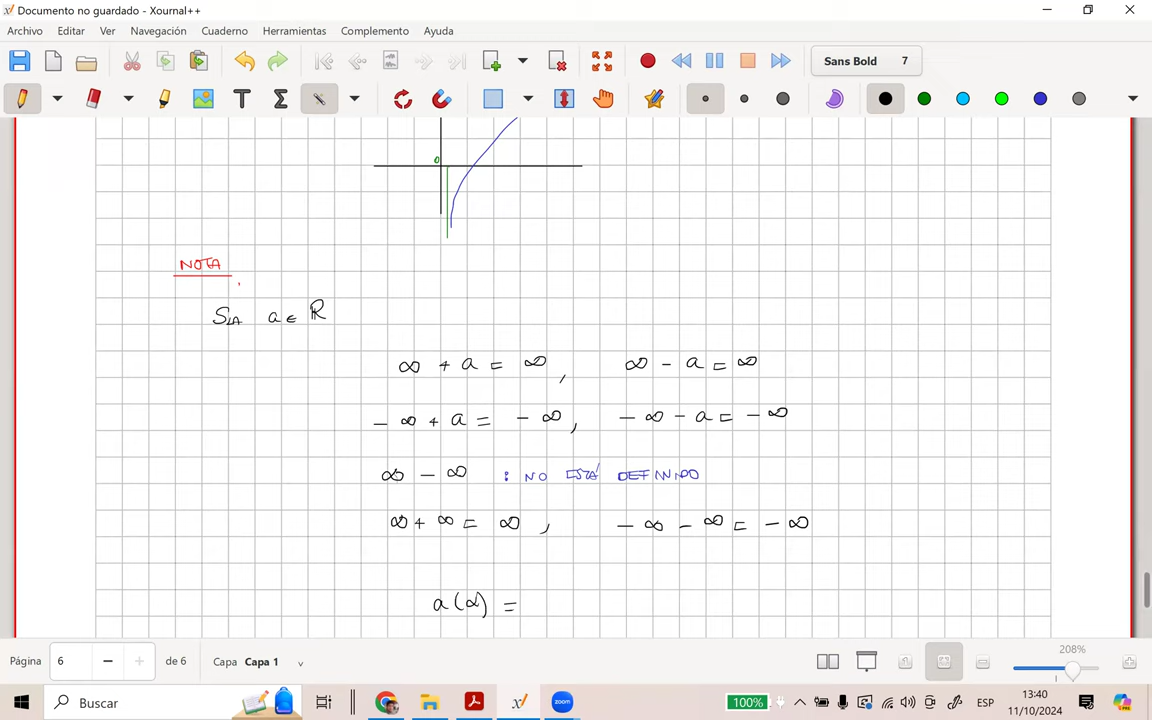 Documento no guardado - Xournal++
Archivo Editar Ver Navegación Cuaderno Herramientas Complemento Ayuda
Sans Bold 7
0
NOTA
SEA a ∈ ℝ
∞ + a = ∞ , ∞ - a = ∞
- ∞ + a = - ∞ , - ∞ - a = - ∞
∞ - ∞ : NO ESTÁ DEFINIDO
∞ + ∞ = ∞ , - ∞ - ∞ = - ∞
a(∞) =
Página 6 de 6 Capa Capa 1 208%
Buscar 100% ESP 13:40
11/10/2024